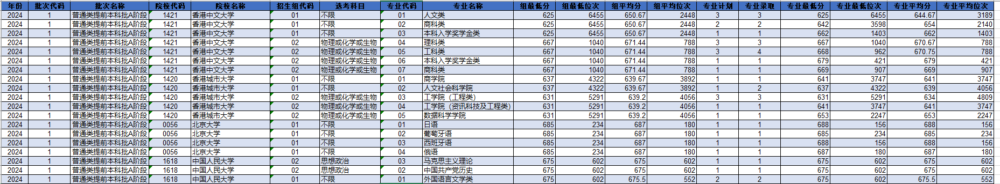 年份 批次代码 批次名称 院校代码 院校名称 招生组代码 选考科目 专业代码 专业名称 组最低分 组最低位次 组平均分 组平均位次 专业计划 专业录取 专业最低分 专业最低位次 专业平均分 专业平均位次
2024 1 普通类提前本科批A阶段 1421 香港中文大学 01 不限 01 人文类 625 6455 650.67 2448 3 3 625 6455 644.67 3189
2024 1 普通类提前本科批A阶段 1421 香港中文大学 01 不限 02 商科类 625 6455 650.67 2448 2 2 642 3598 654 2140
2024 1 普通类提前本科批A阶段 1421 香港中文大学 01 不限 03 本科入学奖学金类 625 6455 650.67 2448 1 1 662 1403 662 1403
2024 1 普通类提前本科批A阶段 1421 香港中文大学 02 物理或化学或生物 04 理科类 667 1040 671.44 788 3 3 667 1040 670.67 788
2024 1 普通类提前本科批A阶段 1421 香港中文大学 02 物理或化学或生物 05 工科类 667 1040 671.44 788 3 4 668 962 670.75 788
2024 1 普通类提前本科批A阶段 1421 香港中文大学 02 物理或化学或生物 06 本科入学奖学金类 667 1040 671.44 788 1 1 679 421 679 421
2024 1 普通类提前本科批A阶段 1421 香港中文大学 02 物理或化学或生物 07 商科类 667 1040 671.44 788 1 1 669 907 669 907
2024 1 普通类提前本科批A阶段 1420 香港城市大学 01 不限 01 商学院 637 4322 639.67 3892 1 1 641 3747 641 3747
2024 1 普通类提前本科批A阶段 1420 香港城市大学 01 不限 02 人文社会科学院 637 4322 639.67 3892 1 2 637 4322 639 4056
2024 1 普通类提前本科批A阶段 1420 香港城市大学 02 物理或化学或生物 03 工学院（工程类） 631 5291 639.2 4056 3 3 631 5291 634 4809
2024 1 普通类提前本科批A阶段 1420 香港城市大学 02 物理或化学或生物 04 工学院（资讯科技及工程类） 631 5291 639.2 4056 1 1 641 3747 641 3747
2024 1 普通类提前本科批A阶段 1420 香港城市大学 02 物理或化学或生物 05 数据科学学院 631 5291 639.2 4056 1 1 653 2247 653 2247
2024 1 普通类提前本科批A阶段 0056 北京大学 01 不限 01 日语 685 234 687 180 1 1 688 156 688 156
2024 1 普通类提前本科批A阶段 0056 北京大学 01 不限 02 葡萄牙语 685 234 687 180 1 1 685 234 685 234
2024 1 普通类提前本科批A阶段 0056 北京大学 01 不限 03 西班牙语 685 234 687 180 1 1 688 156 688 156
2024 1 普通类提前本科批A阶段 0056 北京大学 01 不限 04 俄语 685 234 687 180 1 1 687 180 687 180
2024 1 普通类提前本科批A阶段 1618 中国人民大学 02 思想政治 03 马克思主义理论 675 602 675 602 1 1 675 602 675 602
2024 1 普通类提前本科批A阶段 1618 中国人民大学 02 思想政治 02 中国共产党历史 675 602 675 602 1 1 675 602 675 602
2024 1 普通类提前本科批A阶段 1618 中国人民大学 01 不限 01 外国语言文学类 675 602 675.5 552 2 2 675 602 675.5 552